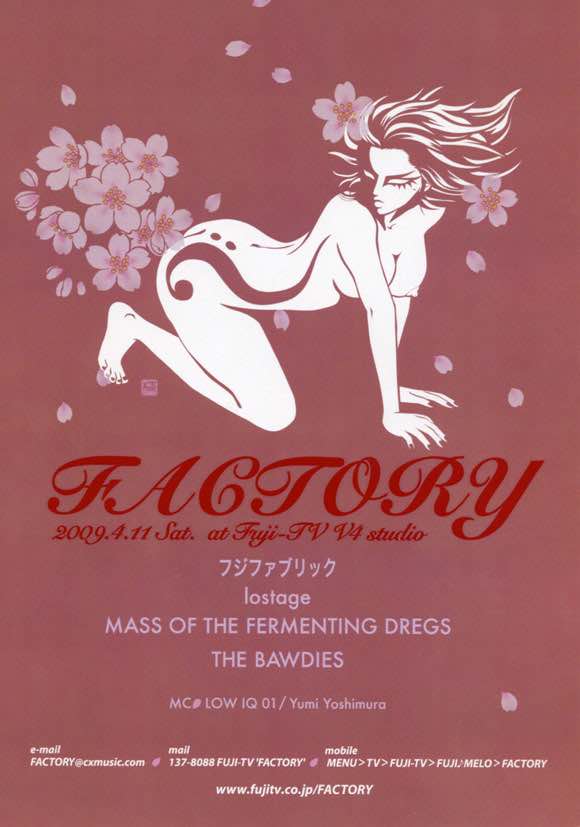 FACTORY
2009.4.11 Sat. at Fuji-TV V4 studio
フジファブリック
lostage
MASS OF THE FERMENTING DREGS
THE BAWDIES
MC LOW IQ 01 / Yumi Yoshimura
e-mail mail mobile
FACTORY@cxmusic.com 137-8088 FUJI-TV 'FACTORY' MENU>TV>FUJI-TV>FUJI♪MELO>FACTORY
www.fujitv.co.jp/FACTORY